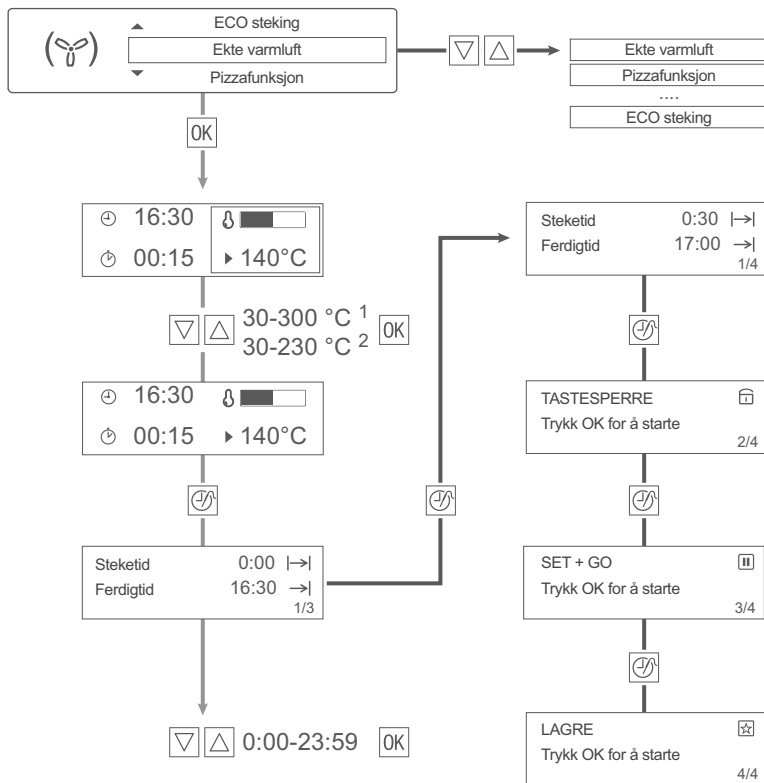 ECO steking
Ekte varmluft
Pizzafunksjon
Ekte varmluft
Pizzafunksjon
....
ECO steking
OK
16:30
00:15 140°C
30-300 °C 1
30-230 °C 2
OK
16:30
00:15 140°C
Steketid 0:00
Ferdigtid 16:30
1/3
0:00-23:59 OK
Steketid 0:30
Ferdigtid 17:00
1/4
TASTESPERRE
Trykk OK for å starte
2/4
SET + GO
Trykk OK for å starte
3/4
LAGRE
Trykk OK for å starte
4/4